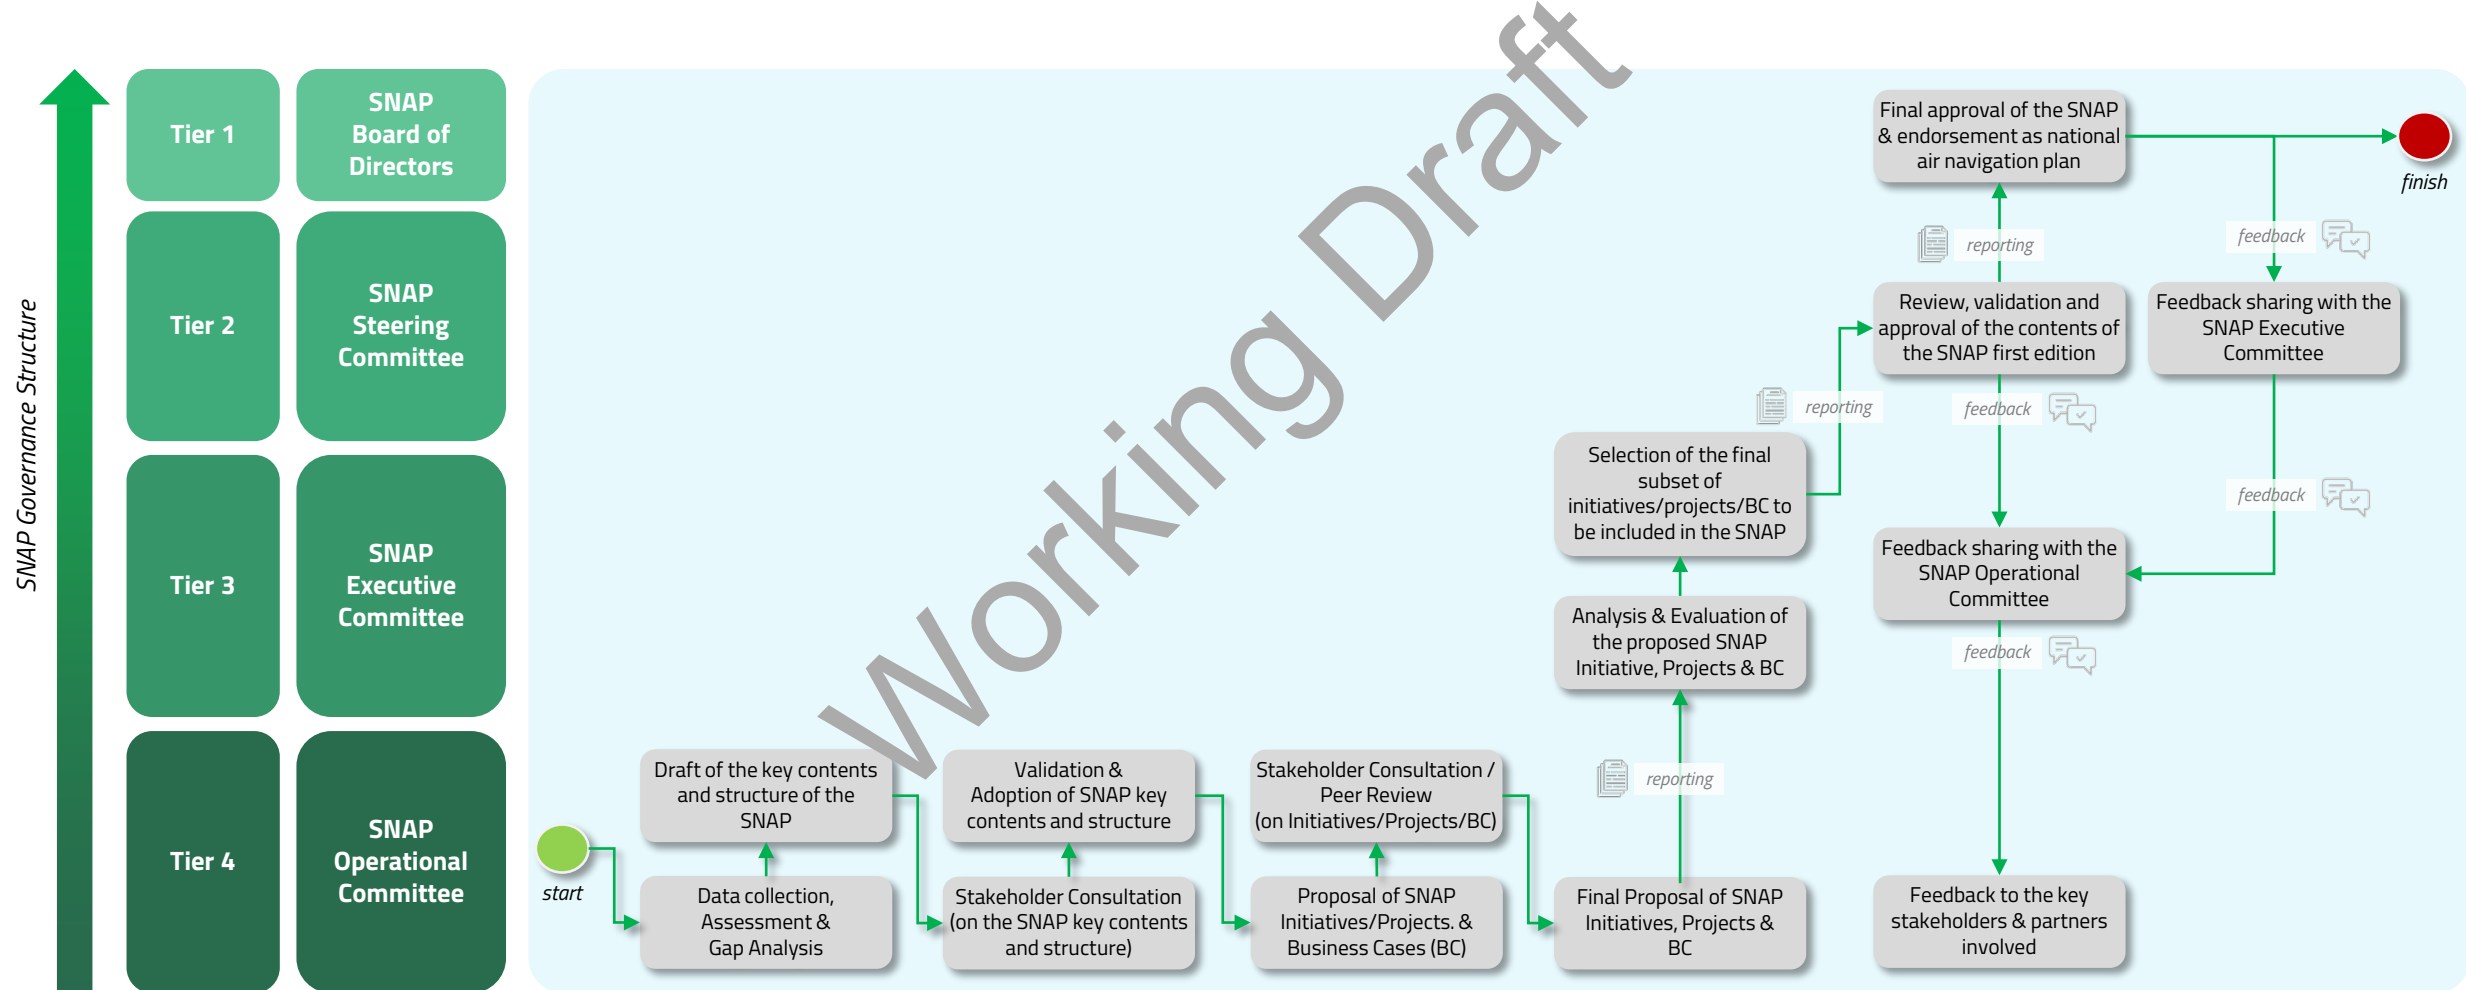 SNAP Governance Structure
Tier 1
SNAP
Board of
Directors
Tier 2
SNAP
Steering
Committee
Tier 3
SNAP
Executive
Committee
Tier 4
SNAP
Operational
Committee
Working Draft
start
Data collection,
Assessment &
Gap Analysis
Draft of the key contents
and structure of the
SNAP
Stakeholder Consultation
(on the SNAP key contents
and structure)
Validation &
Adoption of SNAP key
contents and structure
Proposal of SNAP
Initiatives/Projects. &
Business Cases (BC)
Stakeholder Consultation /
Peer Review
(on Initiatives/Projects/BC)
Final Proposal of SNAP
Initiatives, Projects &
BC
reporting
Analysis & Evaluation of
the proposed SNAP
Initiative, Projects & BC
Selection of the final
subset of
initiatives/projects/BC to
be included in the SNAP
reporting
Review, validation and
approval of the contents of
the SNAP first edition
reporting
Final approval of the SNAP
& endorsement as national
air navigation plan
finish
feedback
Feedback sharing with the
SNAP Executive
Committee
feedback
feedback
Feedback sharing with the
SNAP Operational
Committee
feedback
Feedback to the key
stakeholders & partners
involved